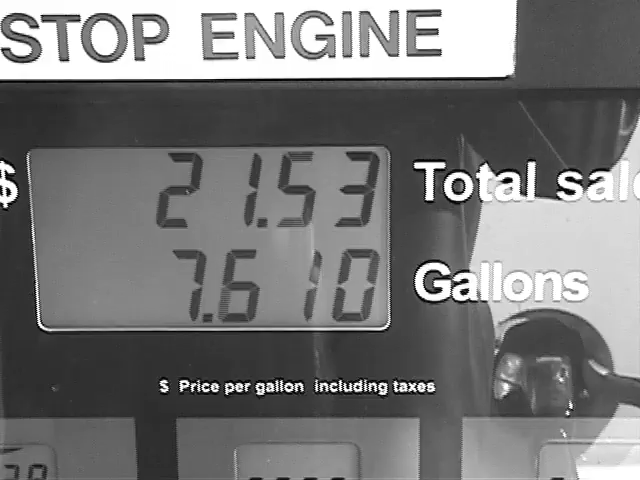 STOP ENGINE
$ 21.53 Total sale
7.610 Gallons
$ Price per gallon including taxes